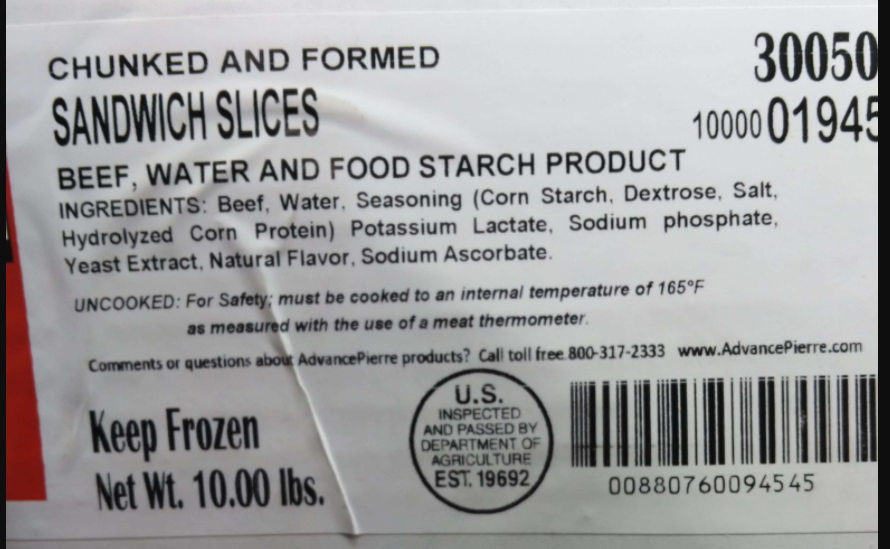 CHUNKED AND FORMED
30050
SANDWICH SLICES
10000 01945
BEEF, WATER AND FOOD STARCH PRODUCT
INGREDIENTS: Beef, Water, Seasoning (Corn Starch, Dextrose, Salt,
Hydrolyzed Corn Protein) Potassium Lactate, Sodium phosphate,
Yeast Extract, Natural Flavor, Sodium Ascorbate.
UNCOOKED: For Safety; must be cooked to an internal temperature of 165°F
as measured with the use of a meat thermometer.
Comments or questions about AdvancePierre products? Call toll free 800-317-2333 www.AdvancePierre.com
Keep Frozen
Net Wt. 10.00 lbs.
U.S.
INSPECTED
AND PASSED BY
DEPARTMENT OF
AGRICULTURE
EST. 19692
00880760094545